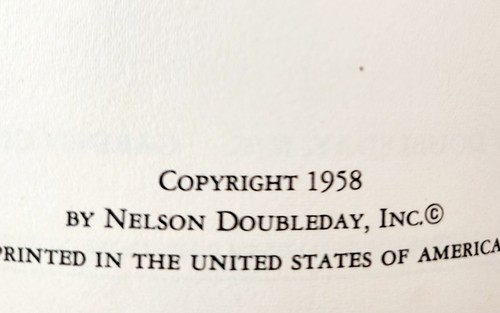 COPYRIGHT 1958
BY NELSON DOUBLEDAY, INC.©
PRINTED IN THE UNITED STATES OF AMERICA